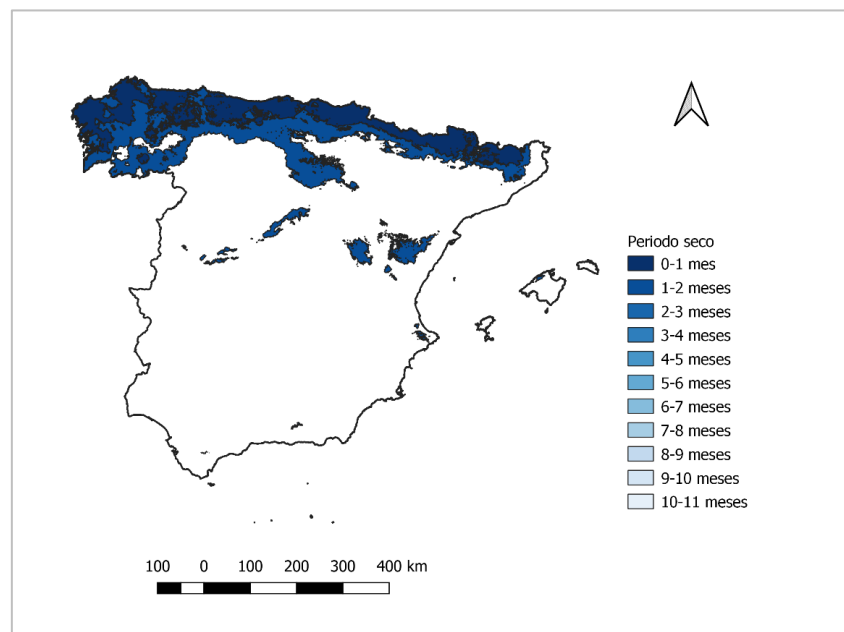 Periodo seco
0-1 mes
1-2 meses
2-3 meses
3-4 meses
4-5 meses
5-6 meses
6-7 meses
7-8 meses
8-9 meses
9-10 meses
10-11 meses
100 0 100 200 300 400 km